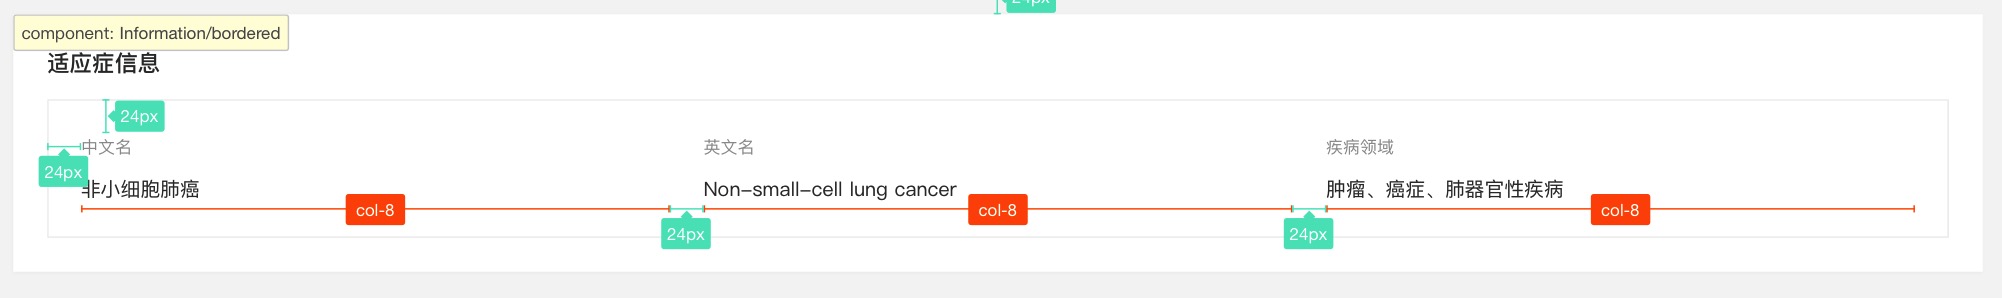 24px
component: Information/bordered
适应症信息
24px
中文名
英文名
疾病领域
24px
非小细胞肺癌
Non-small-cell lung cancer
肿瘤、癌症、肺器官性疾病
col-8
col-8
col-8
24px
24px